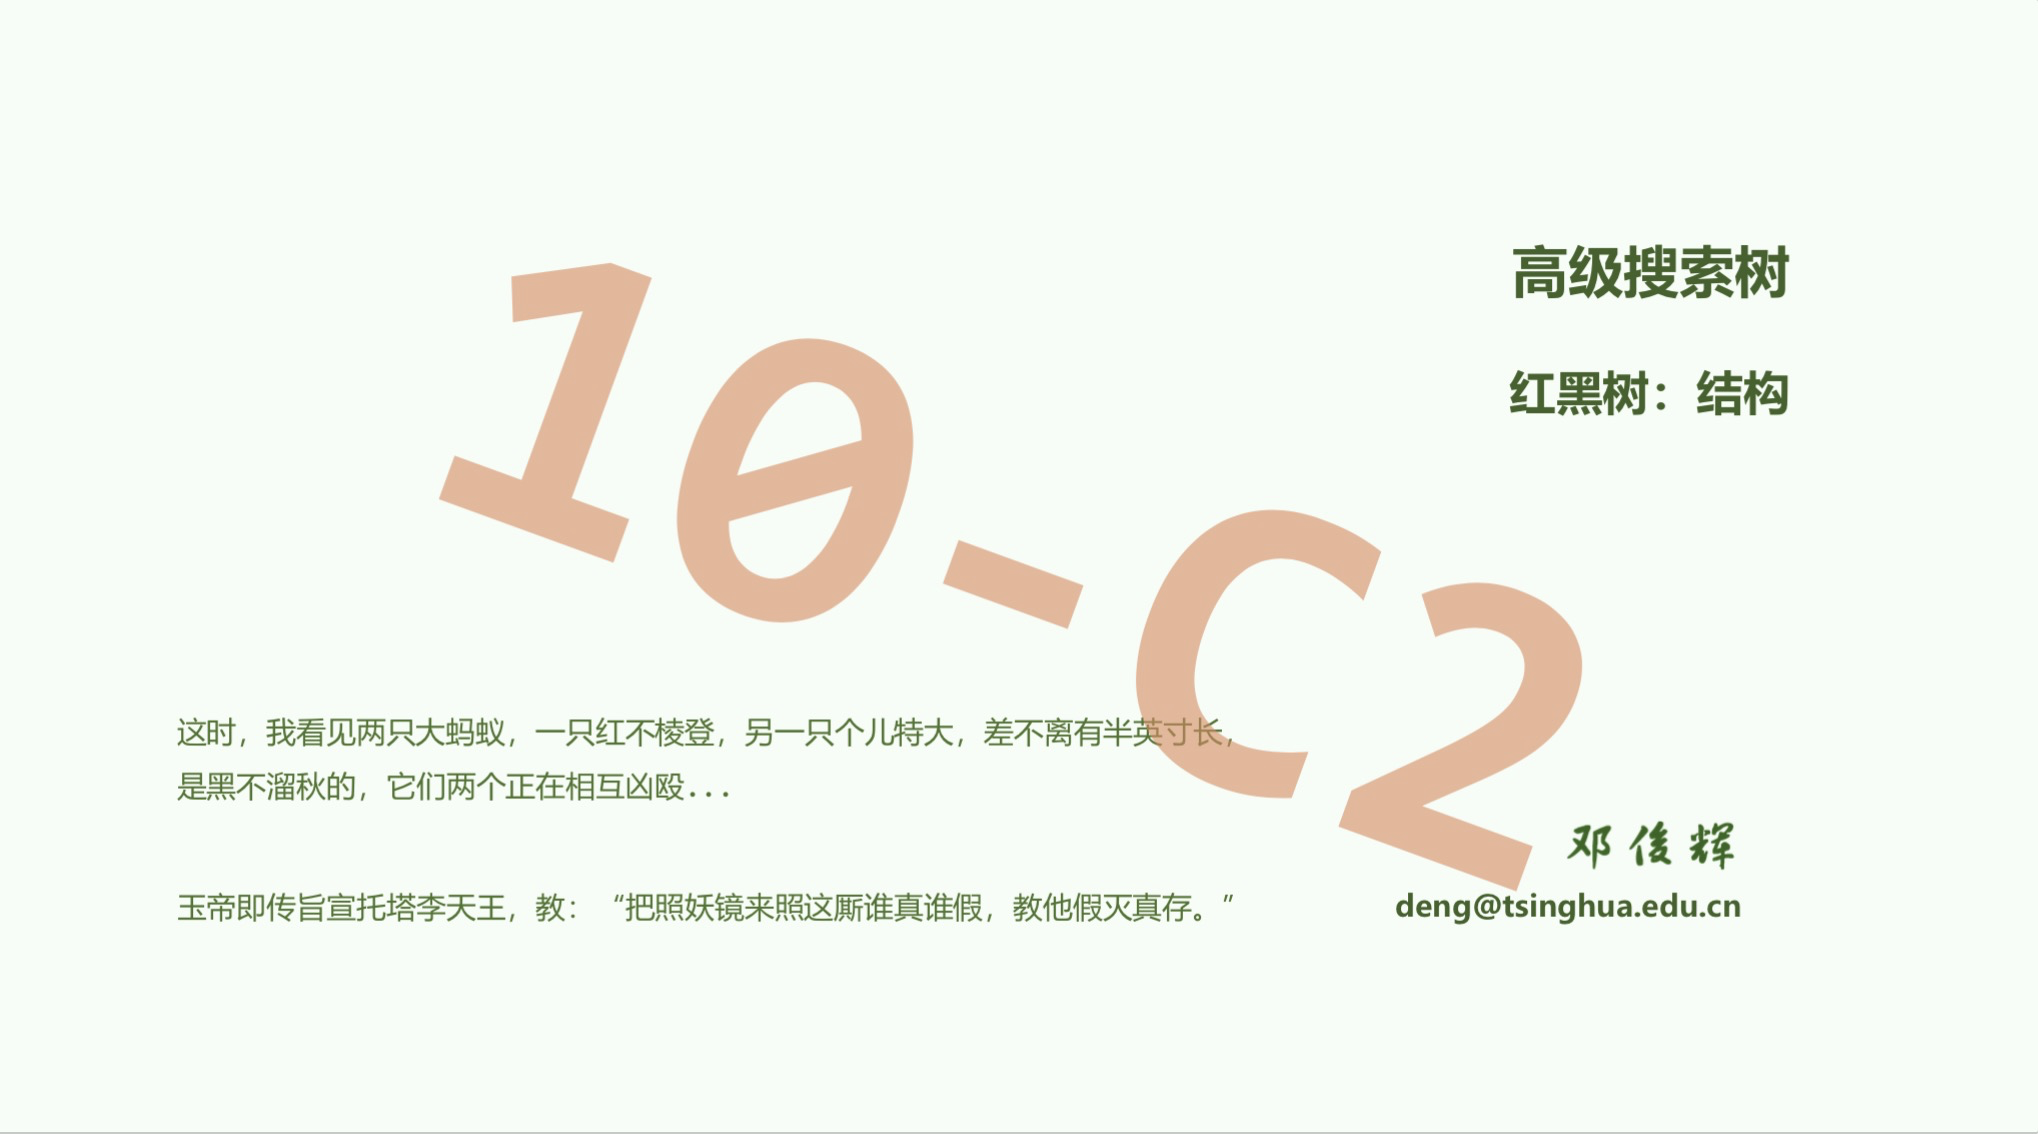 高级搜索树
红黑树：结构
10-C2
这时，我看见两只大蚂蚁，一只红不棱登，另一只个儿特大，差不离有半英寸长，
是黑不溜秋的，它们两个正在相互凶殴...
玉帝即传旨宣托塔李天王，教：“把照妖镜来照这厮谁真谁假，教他假灭真存。”
邓俊辉
deng@tsinghua.edu.cn